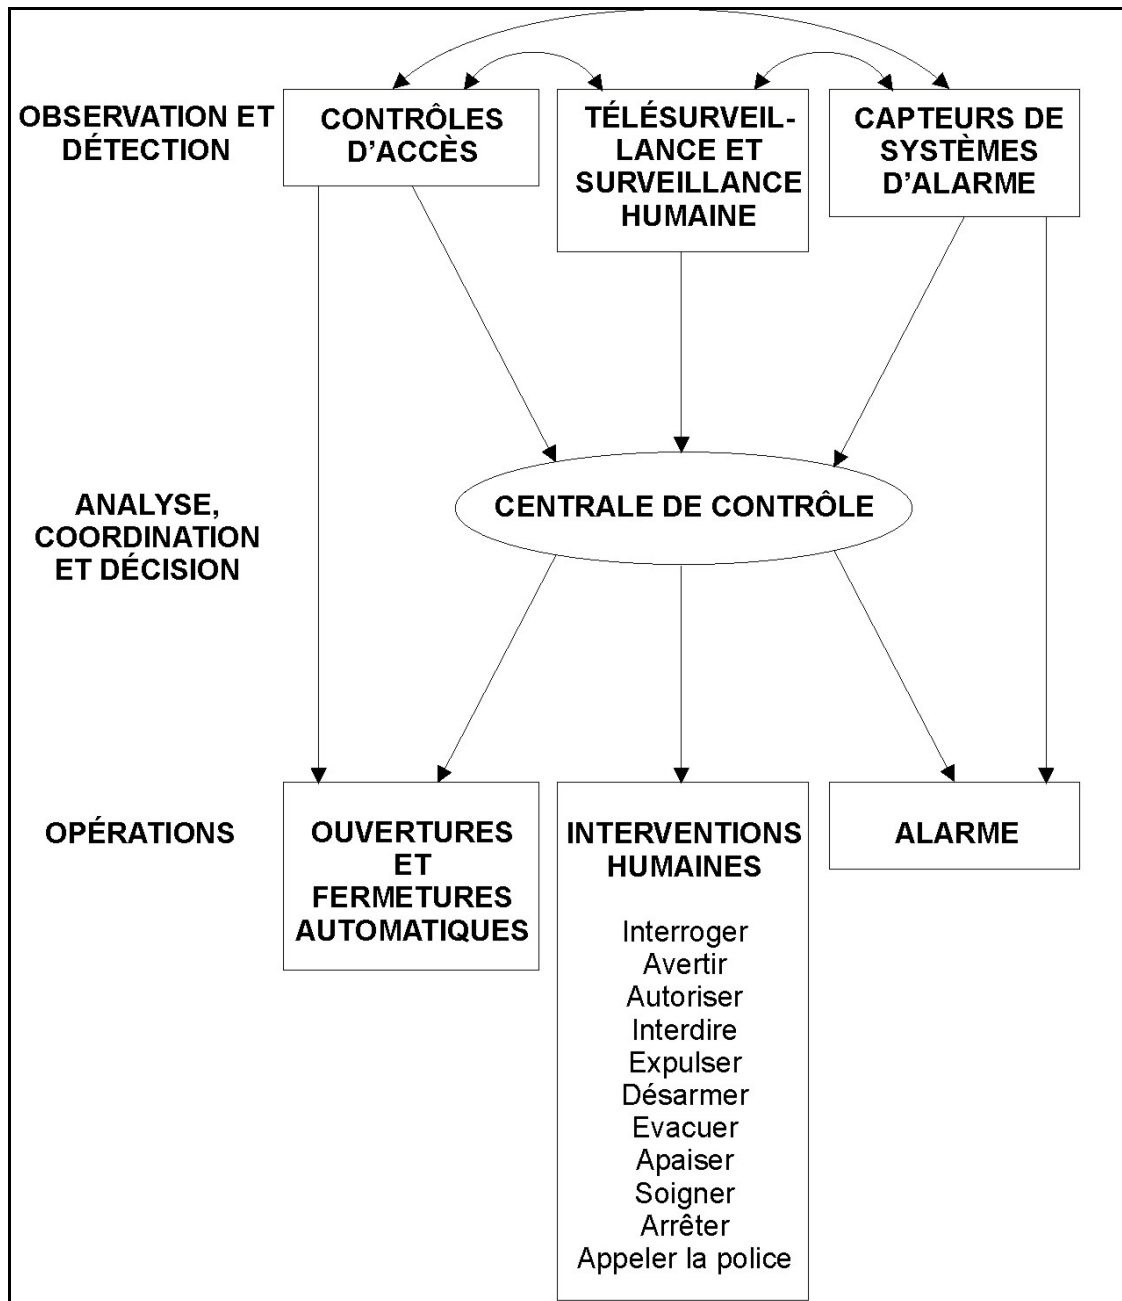 OBSERVATION ET
DÉTECTION
CONTRÔLES
D'ACCÈS
TÉLÉSURVEIL-
LANCE ET
SURVEILLANCE
HUMAINE
CAPTEURS DE
SYSTÈMES
D'ALARME
ANALYSE,
COORDINATION
ET DÉCISION
CENTRALE DE CONTRÔLE
OPÉRATIONS
OUVERTURES
ET
FERMETURES
AUTOMATIQUES
INTERVENTIONS
HUMAINES
Interroger
Avertir
Autoriser
Interdire
Expulser
Désarmer
Evacuer
Apaiser
Soigner
Arrêter
Appeler la police
ALARME